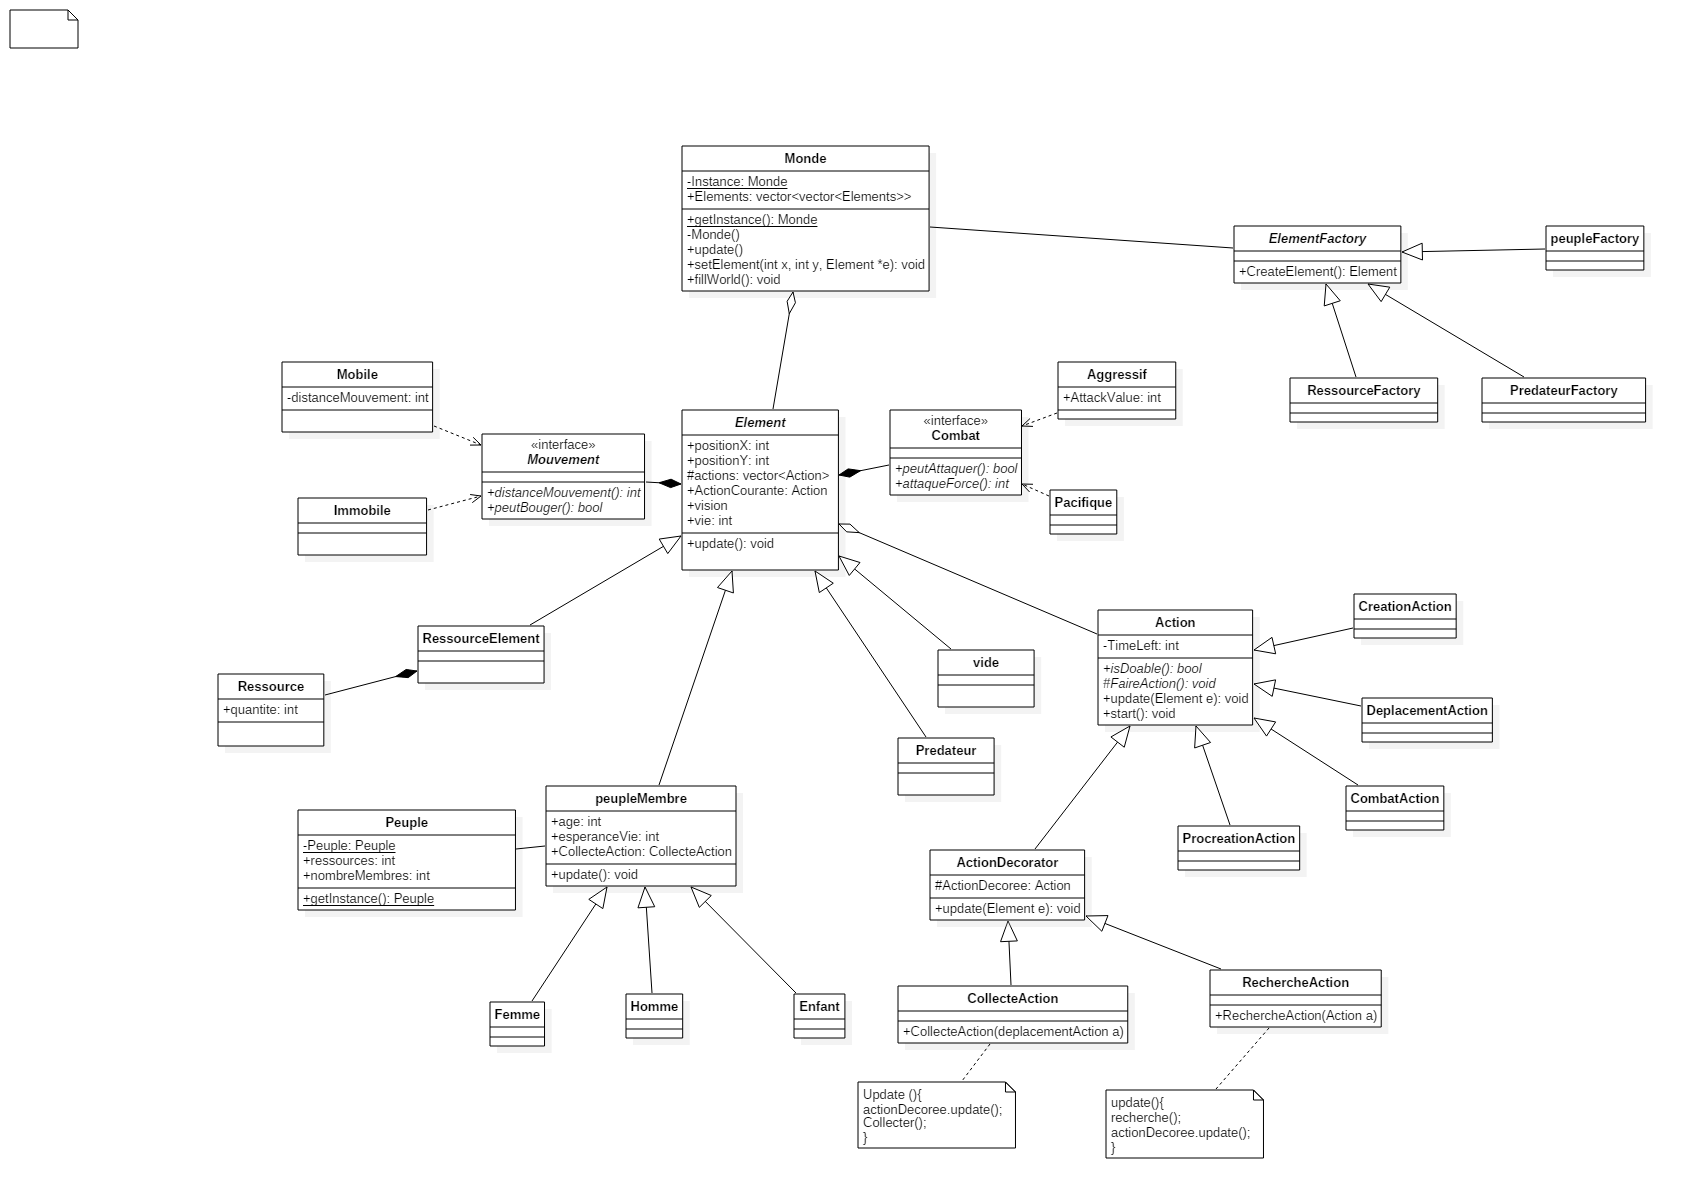 Monde
-Instance: Monde
+Elements: vector<vector<Elements>>
+getInstance(): Monde
-Monde()
+update()
+setElement(int x, int y, Element *e): void
+fillWorld(): void
ElementFactory
+CreateElement(): Element
peupleFactory
RessourceFactory
PredateurFactory
Mobile
-distanceMouvement: int
Immobile
«interface»
Mouvement
+distanceMouvement(): int
+peutBouger(): bool
Element
+positionX: int
+positionY: int
#actions: vector<Action>
+ActionCourante: Action
+vision
+vie: int
+update(): void
«interface»
Combat
+peutAttaquer(): bool
+attaqueForce(): int
Aggressif
+AttackValue: int
Pacifique
RessourceElement
Ressource
+quantite: int
vide
Predateur
Action
-TimeLeft: int
+isDoable(): bool
#FaireAction(): void
+update(Element e): void
+start(): void
CreationAction
DeplacementAction
CombatAction
ProcreationAction
Peuple
-Peuple: Peuple
+ressources: int
+nombreMembres: int
+getInstance(): Peuple
peupleMembre
+age: int
+esperanceVie: int
+CollecteAction: CollecteAction
+update(): void
Femme
Homme
Enfant
ActionDecorator
#ActionDecoree: Action
+update(Element e): void
CollecteAction
+CollecteAction(deplacementAction a)
RechercheAction
+RechercheAction(Action a)
Update (){
actionDecoree.update();
Collecter();
}
update(){
recherche();
actionDecoree.update();
}